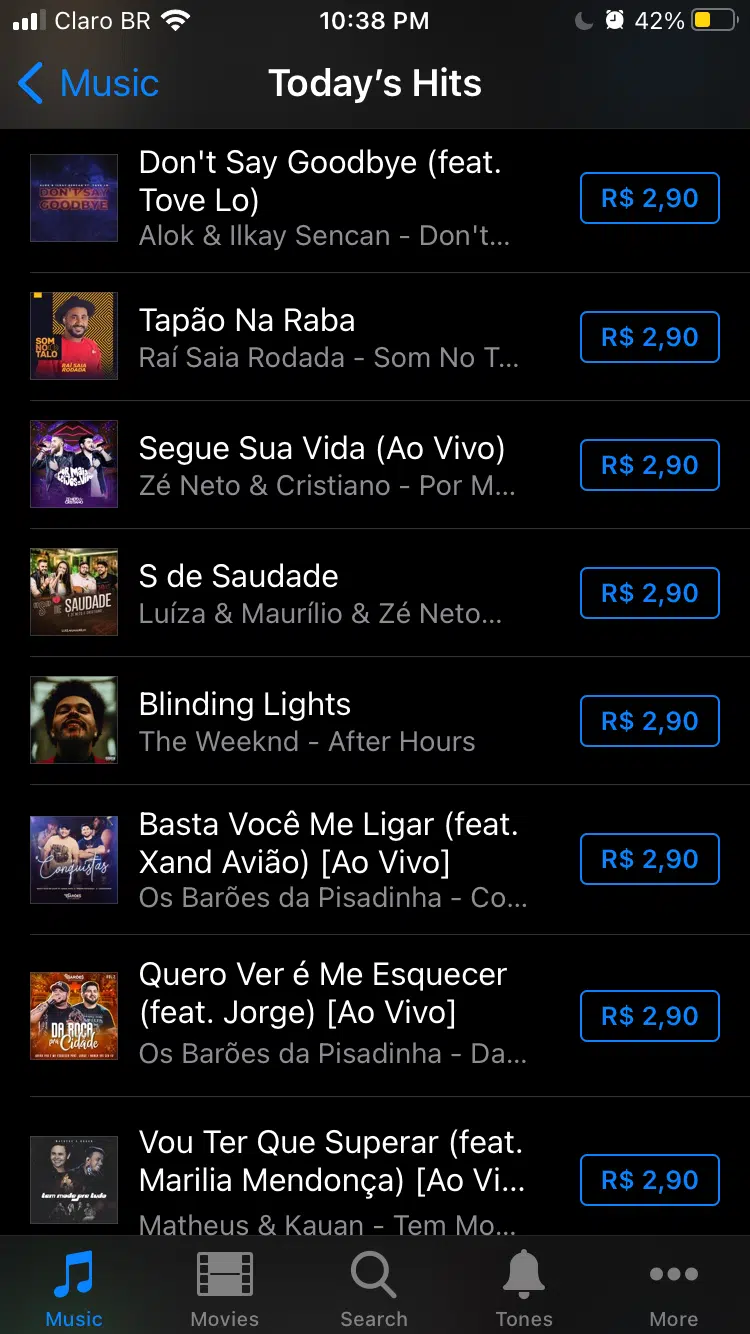 Claro BR
10:38 PM
42%
Music
Today's Hits
DON'T SAY
GOODBYE
Don't Say Goodbye (feat.
Tove Lo)
Alok & Ilkay Sencan - Don't...
R$ 2,90
SOM
NO
TALO
RAÍ SAIA
RODADA
Tapão Na Raba
Raí Saia Rodada - Som No T...
R$ 2,90
Segue Sua Vida (Ao Vivo)
Zé Neto & Cristiano - Por M...
R$ 2,90
"S" DE SAUDADE
S de Saudade
Luíza & Maurílio & Zé Neto...
R$ 2,90
Blinding Lights
The Weeknd - After Hours
R$ 2,90
Conquistas
Basta Você Me Ligar (feat.
Xand Avião) [Ao Vivo]
Os Barões da Pisadinha - Co...
R$ 2,90
DA ROÇA
pra Cidade
Quero Ver é Me Esquecer
(feat. Jorge) [Ao Vivo]
Os Barões da Pisadinha - Da...
R$ 2,90
tem moda pra tudo
Vou Ter Que Superar (feat.
Marilia Mendonça) [Ao Vi...
Matheus & Kauan - Tem Mo...
R$ 2,90
Music
Movies
Search
Tones
More